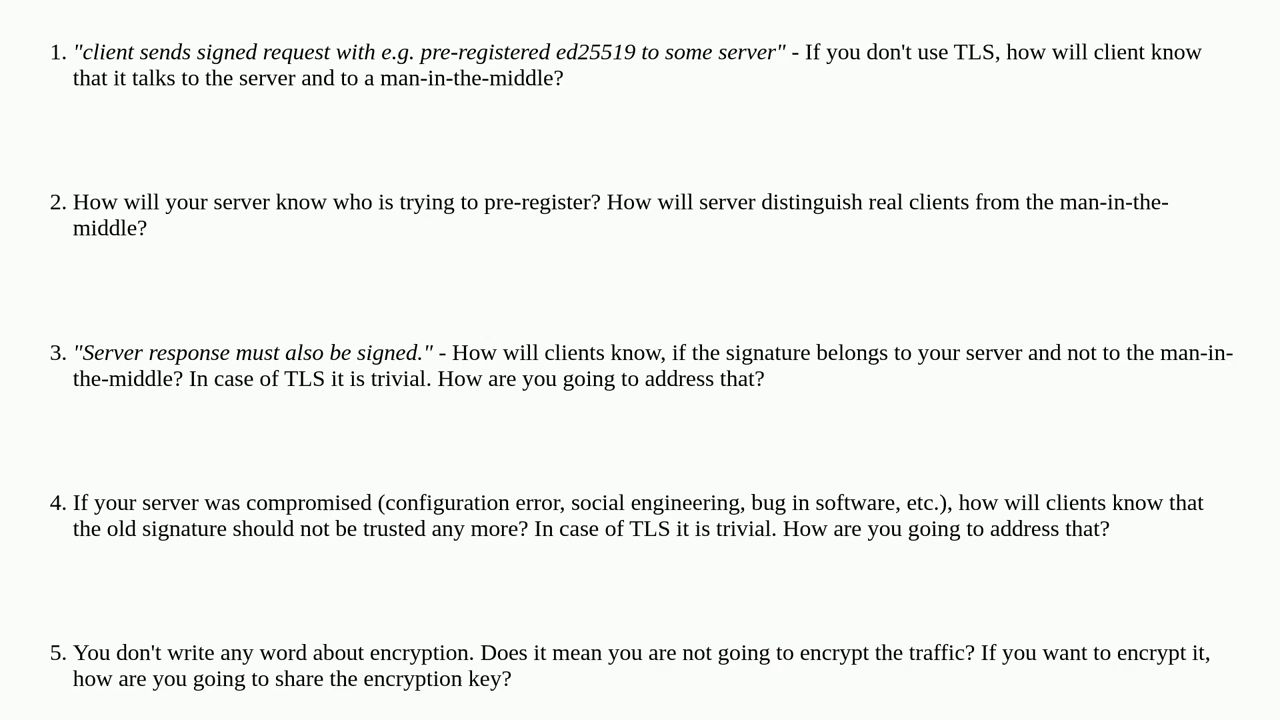 1. "client sends signed request with e.g. pre-registered ed25519 to some server" - If you don't use TLS, how will client know
that it talks to the server and to a man-in-the-middle?
2. How will your server know who is trying to pre-register? How will server distinguish real clients from the man-in-the-
middle?
3. "Server response must also be signed." - How will clients know, if the signature belongs to your server and not to the man-in-
the-middle? In case of TLS it is trivial. How are you going to address that?
4. If your server was compromised (configuration error, social engineering, bug in software, etc.), how will clients know that
the old signature should not be trusted any more? In case of TLS it is trivial. How are you going to address that?
5. You don't write any word about encryption. Does it mean you are not going to encrypt the traffic? If you want to encrypt it,
how are you going to share the encryption key?